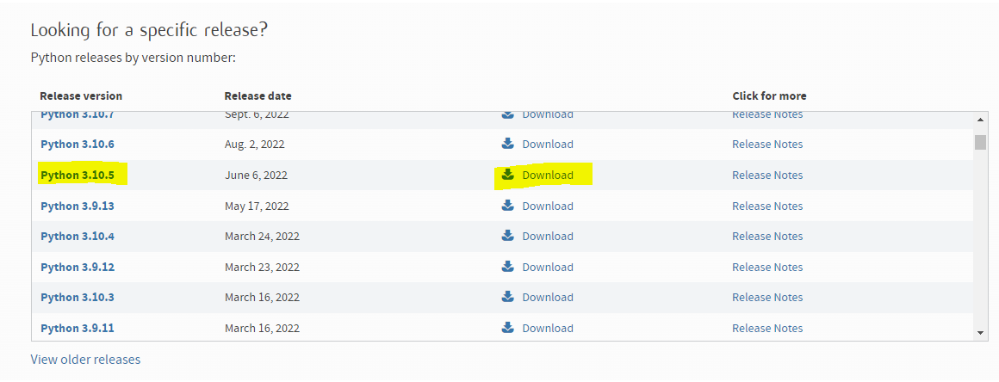 Looking for a specific release?
Python releases by version number:
Release version Release date Click for more
Python 3.10.7 Sept. 6, 2022 Download Release Notes
Python 3.10.6 Aug. 2, 2022 Download Release Notes
Python 3.10.5 June 6, 2022 Download Release Notes
Python 3.9.13 May 17, 2022 Download Release Notes
Python 3.10.4 March 24, 2022 Download Release Notes
Python 3.9.12 March 23, 2022 Download Release Notes
Python 3.10.3 March 16, 2022 Download Release Notes
Python 3.9.11 March 16, 2022 Download Release Notes
View older releases